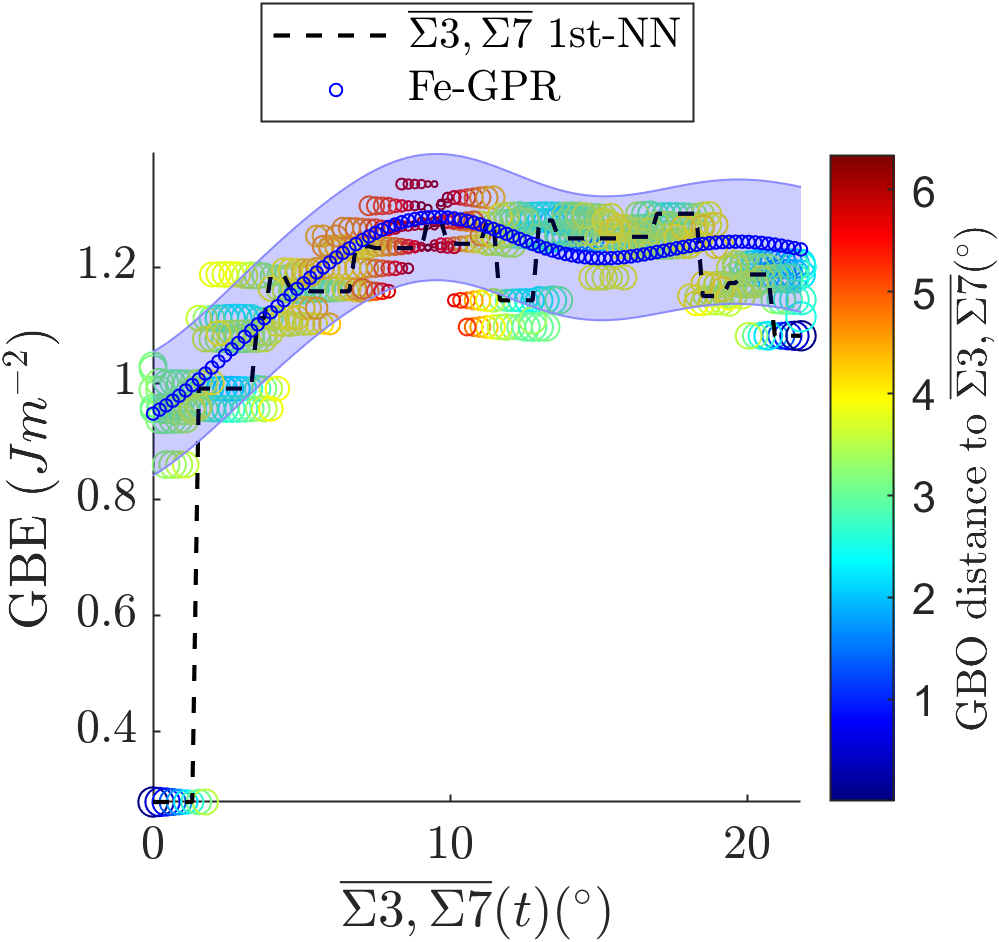 Σ3, Σ7 1st-NN
Fe-GPR
GBE (Jm⁻²)
1.2
1
0.8
0.6
0.4
0
10
20
Σ3, Σ7(t)(°)
6
5
4
3
2
1
GBO distance to Σ3, Σ7(°)